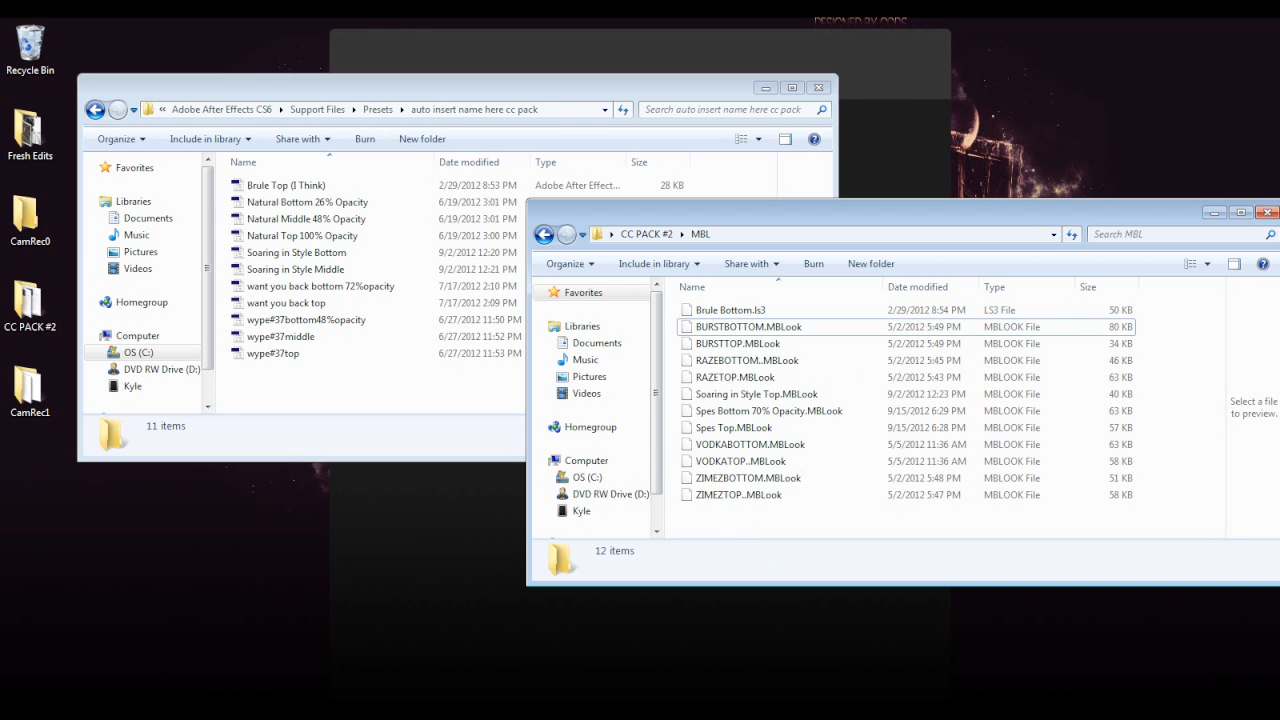 DESIGNED BY ODDS
Recycle Bin
Fresh Edits
CamRec0
CC PACK #2
CamRec1
« Adobe After Effects CS6 Support Files Presets auto insert name here cc pack
Search auto insert name here cc pack
Organize Include in library Share with Burn New folder
Favorites
Libraries
Documents
Music
Pictures
Videos
Homegroup
Computer
OS (C:)
DVD RW Drive (D:)
Kyle
Name Date modified Type Size
Brule Top (I Think) 2/29/2012 8:53 PM Adobe After Effect... 28 KB
Natural Bottom 26% Opacity 6/19/2012 3:01 PM
Natural Middle 48% Opacity 6/19/2012 3:01 PM
Natural Top 100% Opacity 6/19/2012 3:00 PM
Soaring in Style Bottom 9/2/2012 12:20 PM
Soaring in Style Middle 9/2/2012 12:21 PM
want you back bottom 72%opacity 7/17/2012 2:10 PM
want you back top 7/17/2012 2:09 PM
wype#37bottom48%opacity 6/27/2012 11:50 PM
wype#37middle 6/27/2012 11:52 PM
wype#37top 6/27/2012 11:53 PM
11 items
CC PACK #2 MBL
Search MBL
Organize Include in library Share with Burn New folder
Favorites
Libraries
Documents
Music
Pictures
Videos
Homegroup
Computer
OS (C:)
DVD RW Drive (D:)
Kyle
Name Date modified Type Size
Brule Bottom.ls3 2/29/2012 8:54 PM LS3 File 50 KB
BURSTBOTTOM.MBLook 5/2/2012 5:49 PM MBLOOK File 80 KB
BURSTTOP.MBLook 5/2/2012 5:49 PM MBLOOK File 34 KB
RAZEBOTTOM..MBLook 5/2/2012 5:45 PM MBLOOK File 46 KB
RAZETOP.MBLook 5/2/2012 5:43 PM MBLOOK File 63 KB
Soaring in Style Top.MBLook 9/2/2012 12:23 PM MBLOOK File 40 KB
Spes Bottom 70% Opacity.MBLook 9/15/2012 6:29 PM MBLOOK File 63 KB
Spes Top.MBLook 9/15/2012 6:28 PM MBLOOK File 57 KB
VODKABOTTOM.MBLook 5/5/2012 11:36 AM MBLOOK File 63 KB
VODKATOP..MBLook 5/5/2012 11:36 AM MBLOOK File 58 KB
ZIMEZBOTTOM.MBLook 5/2/2012 5:48 PM MBLOOK File 51 KB
ZIMEZTOP..MBLook 5/2/2012 5:47 PM MBLOOK File 58 KB
Select a file
to preview.
12 items